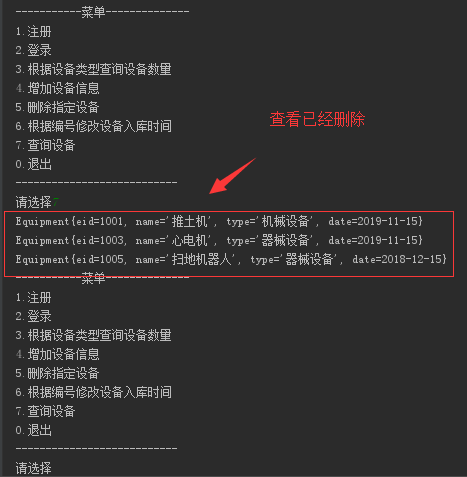 -----------菜单--------------
1.注册
2.登录
3.根据设备类型查询设备数量
4.增加设备信息
5.删除指定设备
6.根据编号修改设备入库时间
7.查询设备
0.退出
---------------------------
查看已经删除
请选择7
Equipment{eid=1001, name='推土机', type='机械设备', date=2019-11-15}
Equipment{eid=1003, name='心电机', type='器械设备', date=2019-11-15}
Equipment{eid=1005, name='扫地机器人', type='器械设备', date=2018-12-15}
-----------菜单--------------
1.注册
2.登录
3.根据设备类型查询设备数量
4.增加设备信息
5.删除指定设备
6.根据编号修改设备入库时间
7.查询设备
0.退出
---------------------------
请选择